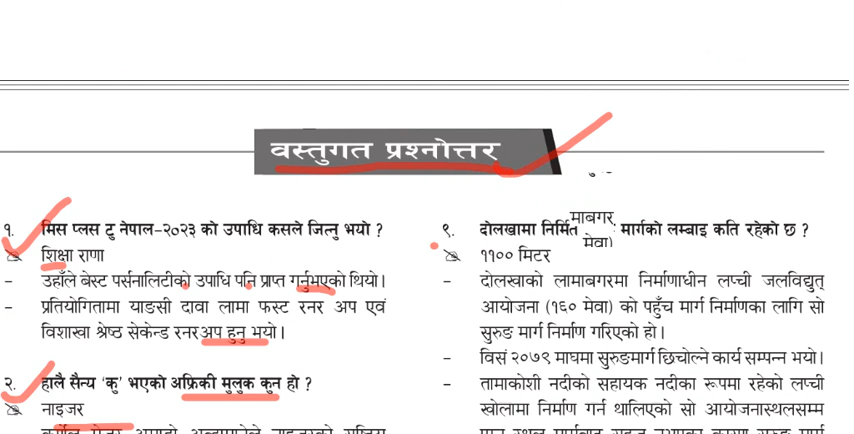 वस्तुगत प्रश्नोत्तर
१. मिस प्लस टु नेपाल-२०२३ को उपाधि कसले जित्नु भयो ?
शिक्षा राणा
- उहाँले बेस्ट पर्सनालिटीको उपाधि पनि प्राप्त गर्नुभएको थियो।
- प्रतियोगितामा याङसी दावा लामा फस्ट रनर अप एवं
विशाखा श्रेष्ठ सेकेन्ड रनर अप हुनु भयो।
२. हालै सैन्य 'कु' भएको अफ्रिकी मुलुक कुन हो ?
नाइजर
९. दोलखामा निर्मित मार्गको लम्बाइ कति रहेको छ ?
माबगर
मेवा)
११०० मिटर
- दोलखाको लामाबगरमा निर्माणाधीन लप्ची जलविद्युत्
आयोजना (१६० मेवा) को पहुँच मार्ग निर्माणका लागि सो
सुरुङ मार्ग निर्माण गरिएको हो।
- विसं २०७९ माघमा सुरुङमार्ग छिचोल्ने कार्य सम्पन्न भयो।
- तामाकोशी नदीको सहायक नदीका रूपमा रहेको लप्ची
खोलामा निर्माण गर्न थालिएको सो आयोजनास्थलसम्म